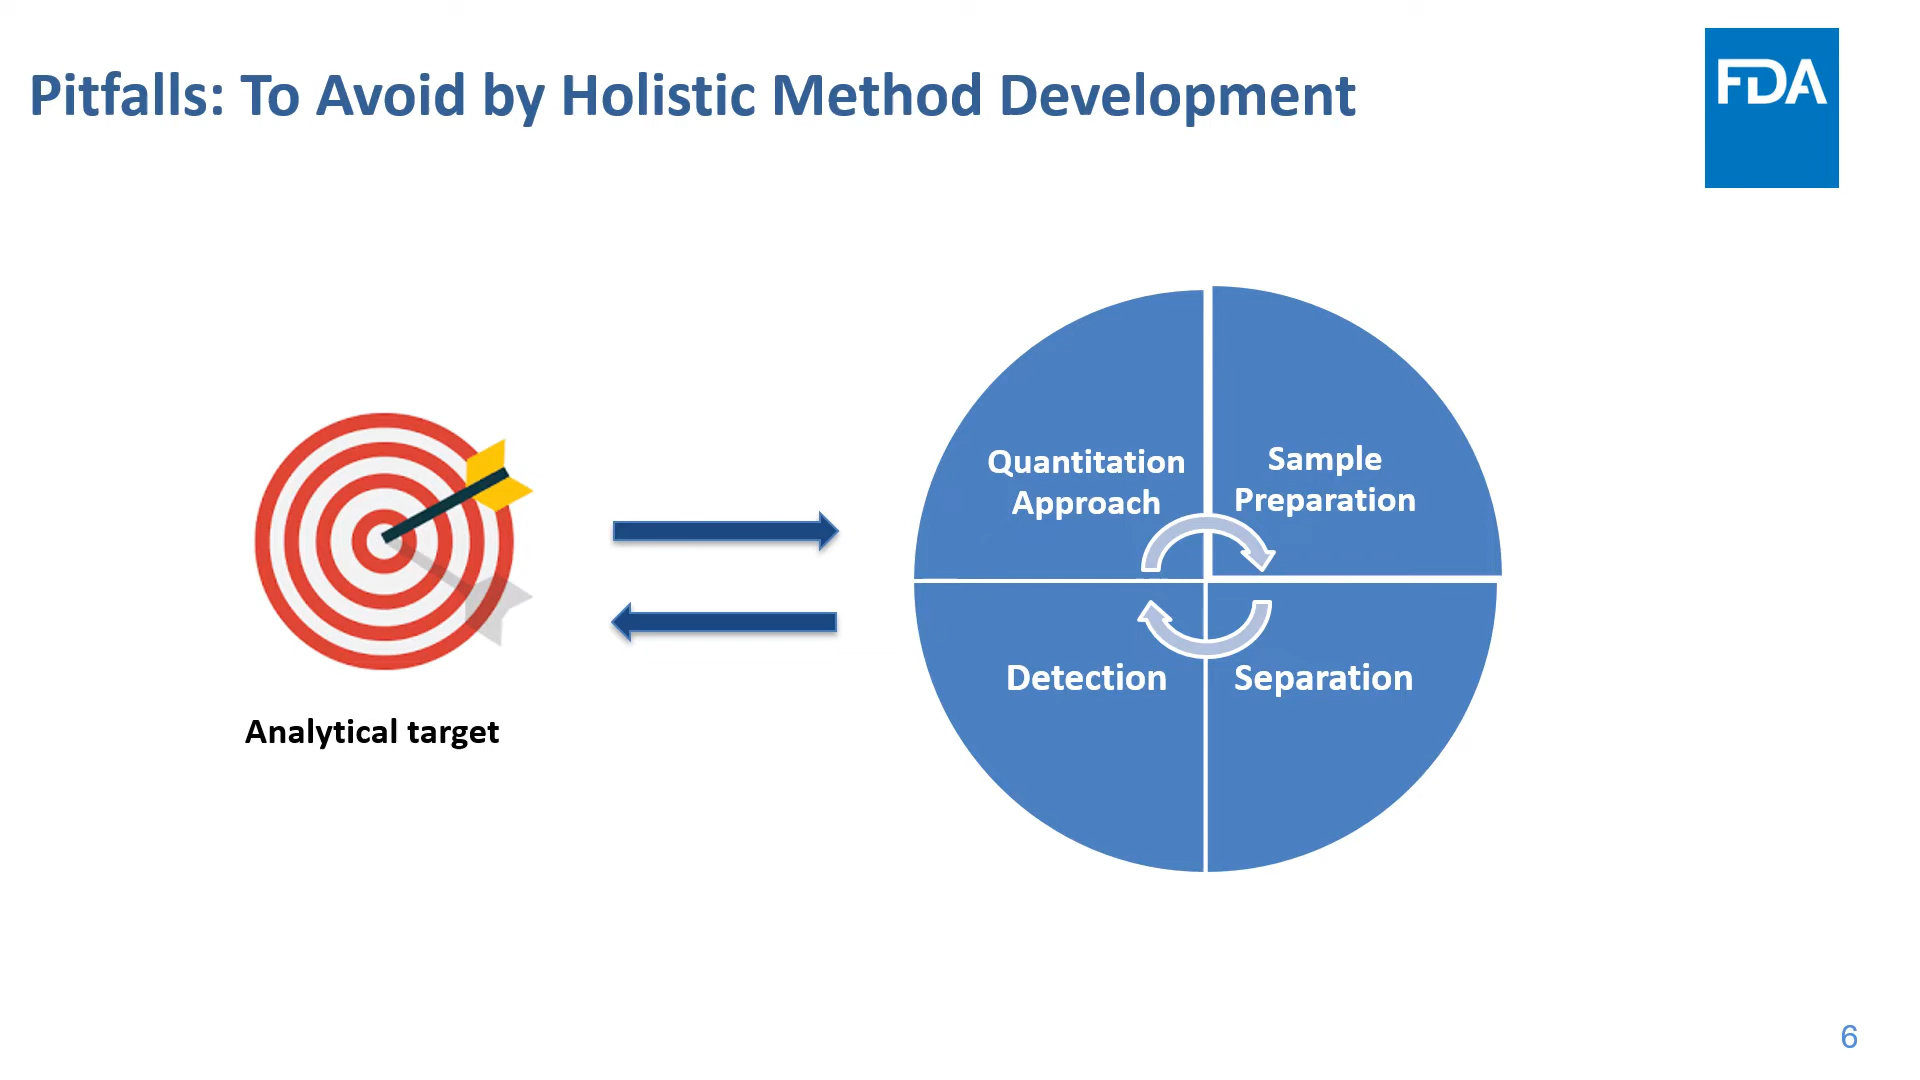 Pitfalls: To Avoid by Holistic Method Development
FDA
Quantitation
Approach
Sample
Preparation
Detection
Separation
Analytical target
6